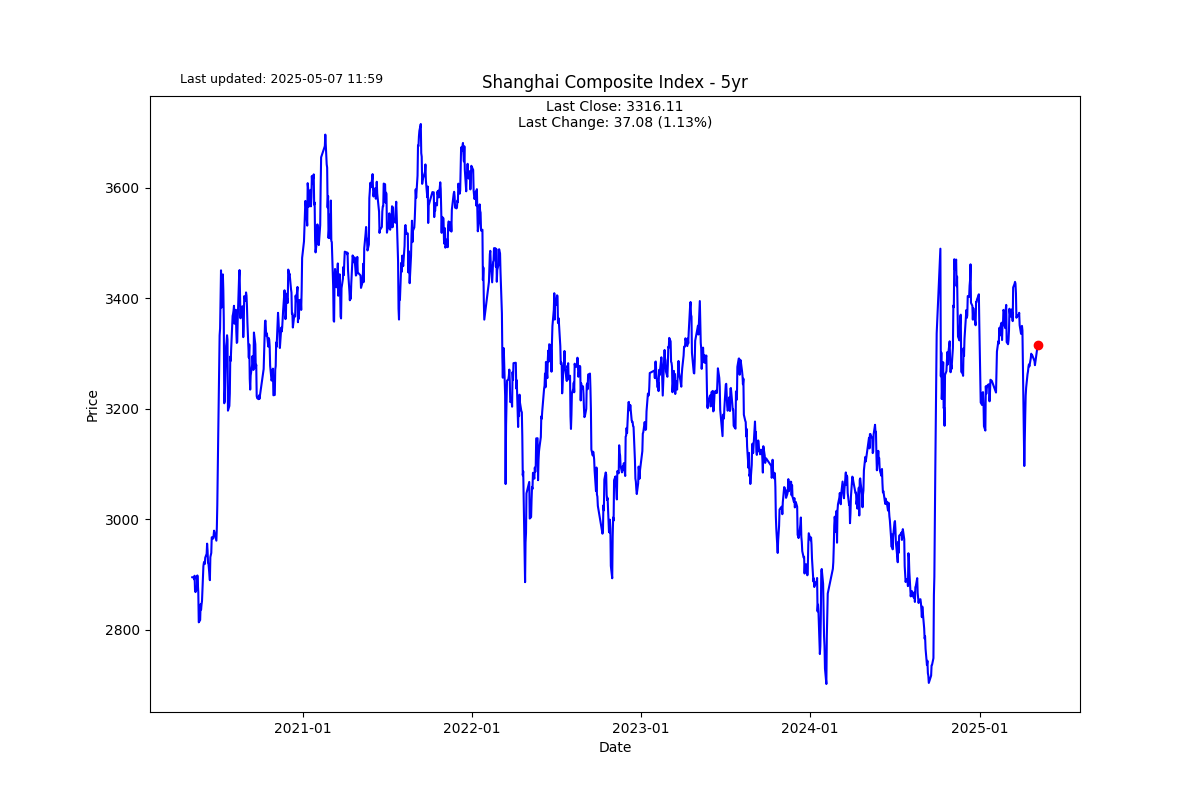 Last updated: 2025-05-07 11:59
Shanghai Composite Index - 5yr
Last Close: 3316.11
Last Change: 37.08 (1.13%)
Price
3600
3400
3200
3000
2800
2021-01
2022-01
2023-01
2024-01
2025-01
Date